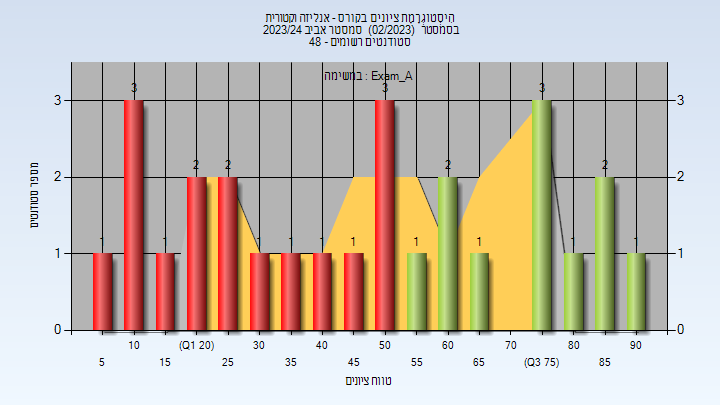 היסטוגרמת ציונים בקורס - אנליזה וקטורית
בסמסטר (02/2023) סמסטר אביב 2023/24
סטודנטים רשומים - 48
במשימה : Exam_A
מספר סטודנטים
3 3
2 2
1 1
0 0
1 3 1 2 2 1 1 1 1 3 1 2 1 3 1 2 1
10 (Q1 20) 30 40 50 60 70 80 90
5 15 25 35 45 55 65 (Q3 75) 85
טווח ציונים